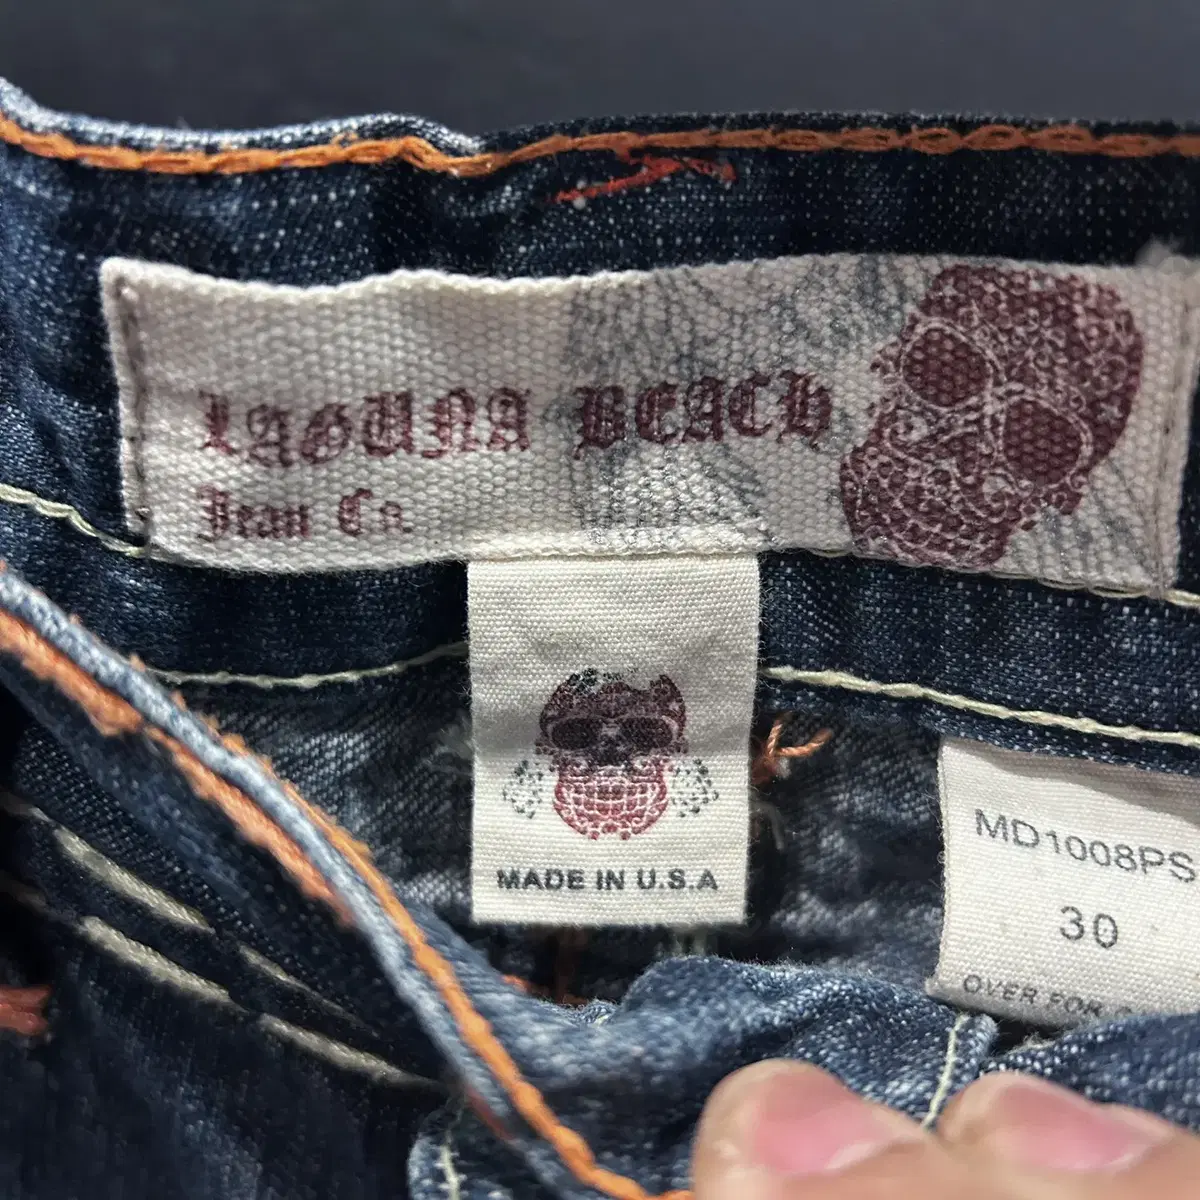 LAGUNA BEACH
Jean Co.
MADE IN U.S.A
MD1008PS
30
OVER FOR